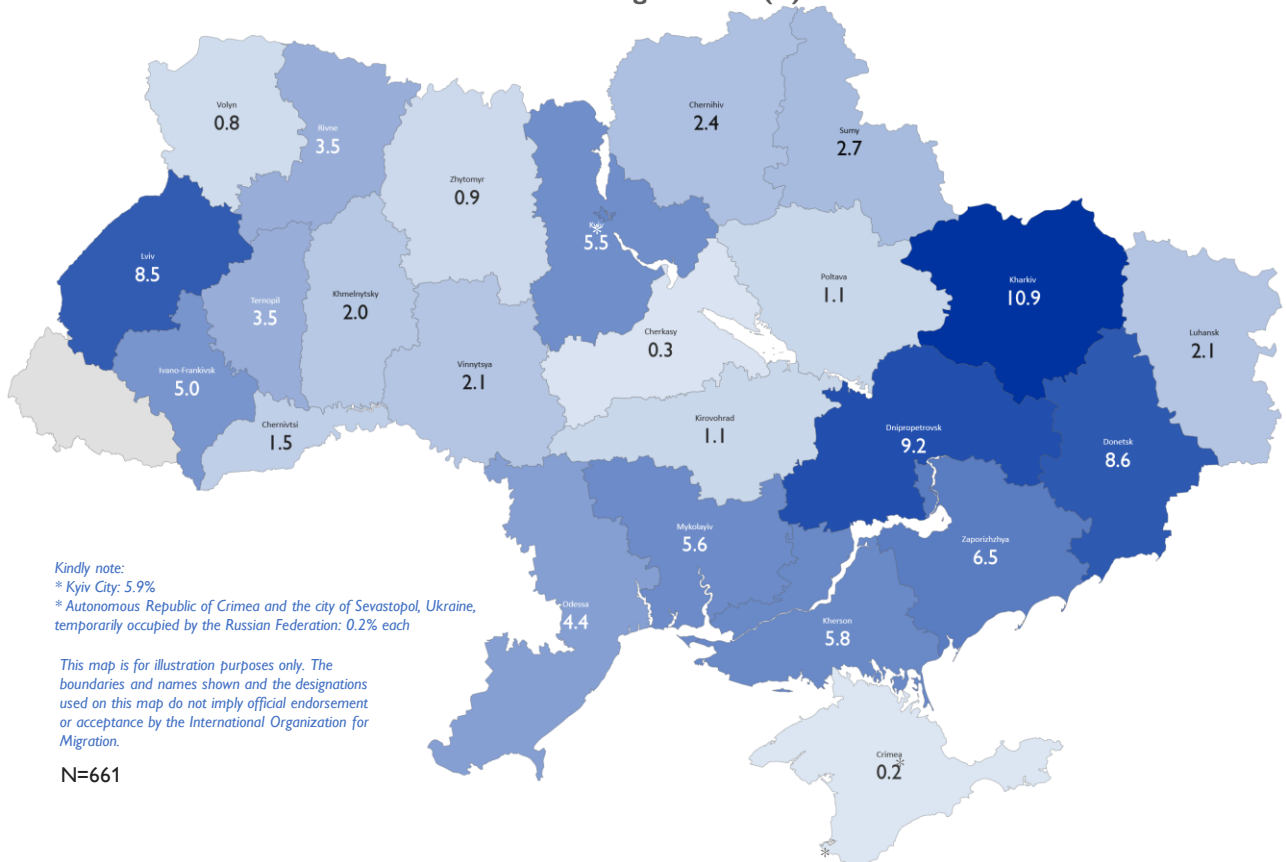 Volyn
0.8
Rivne
3.5
Zhytomyr
0.9
Chernihiv
2.4
Sumy
2.7
Kyiv
*
5.5
Lviv
8.5
Ternopil
3.5
Khmelnytsky
2.0
Poltava
1.1
Kharkiv
10.9
Cherkasy
0.3
Luhansk
2.1
Ivano-Frankivsk
5.0
Vinnytsya
2.1
Chernivtsi
1.5
Kirovohrad
1.1
Dnipropetrovsk
9.2
Donetsk
8.6
Mykolayiv
5.6
Zaporizhzhya
6.5
Odessa
4.4
Kherson
5.8
Crimea
0.2*
*
Kindly note:
* Kyiv City: 5.9%
* Autonomous Republic of Crimea and the city of Sevastopol, Ukraine,
temporarily occupied by the Russian Federation: 0.2% each
This map is for illustration purposes only. The
boundaries and names shown and the designations
used on this map do not imply official endorsement
or acceptance by the International Organization for
Migration.
N=661